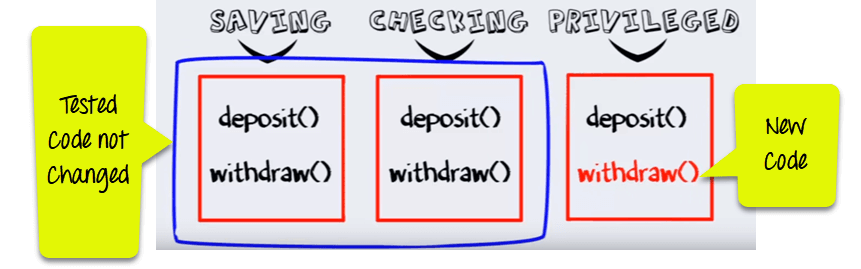 SAVING CHECKING PRIVILEGED
Tested
Code not
Changed
deposit() deposit() deposit()
withdraw() withdraw() withdraw()
New
Code